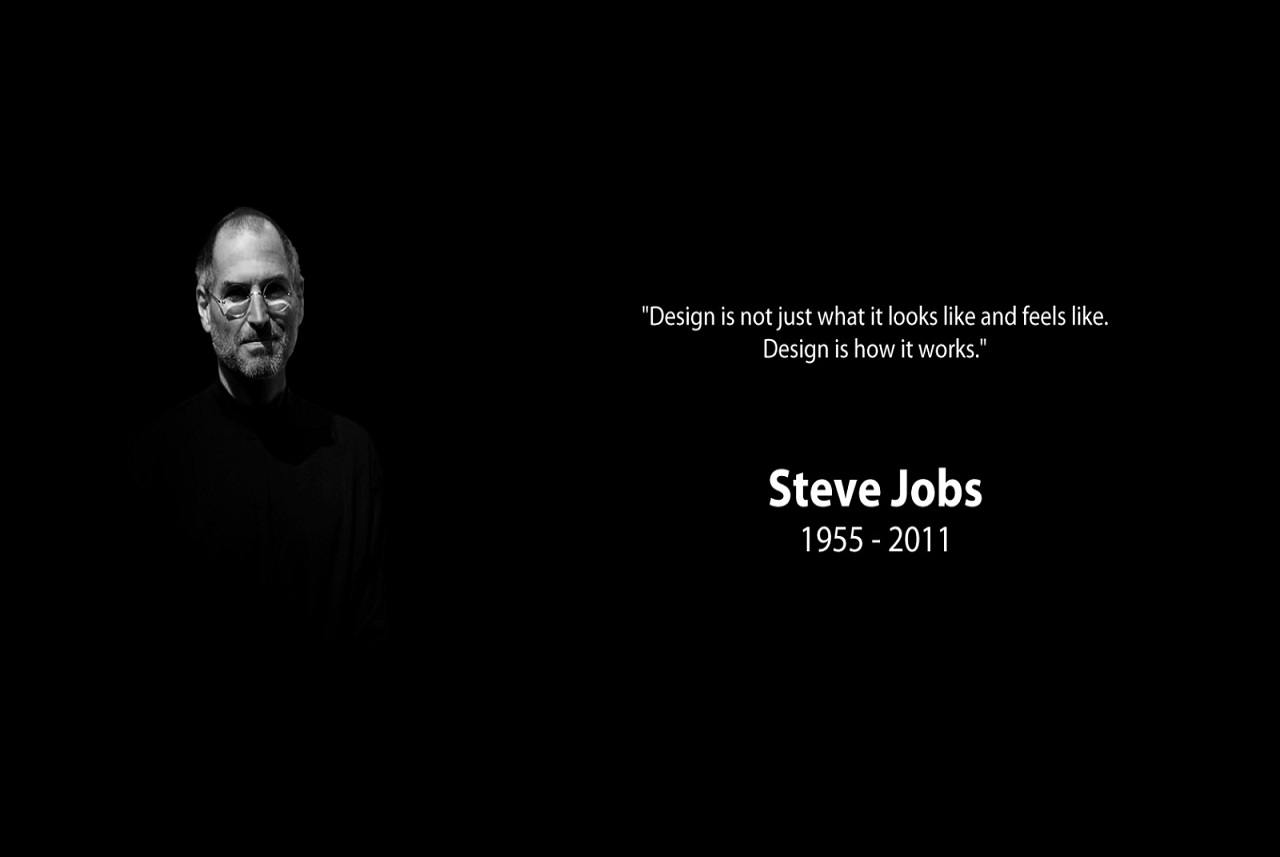 "Design is not just what it looks like and feels like.
Design is how it works."
Steve Jobs
1955 - 2011